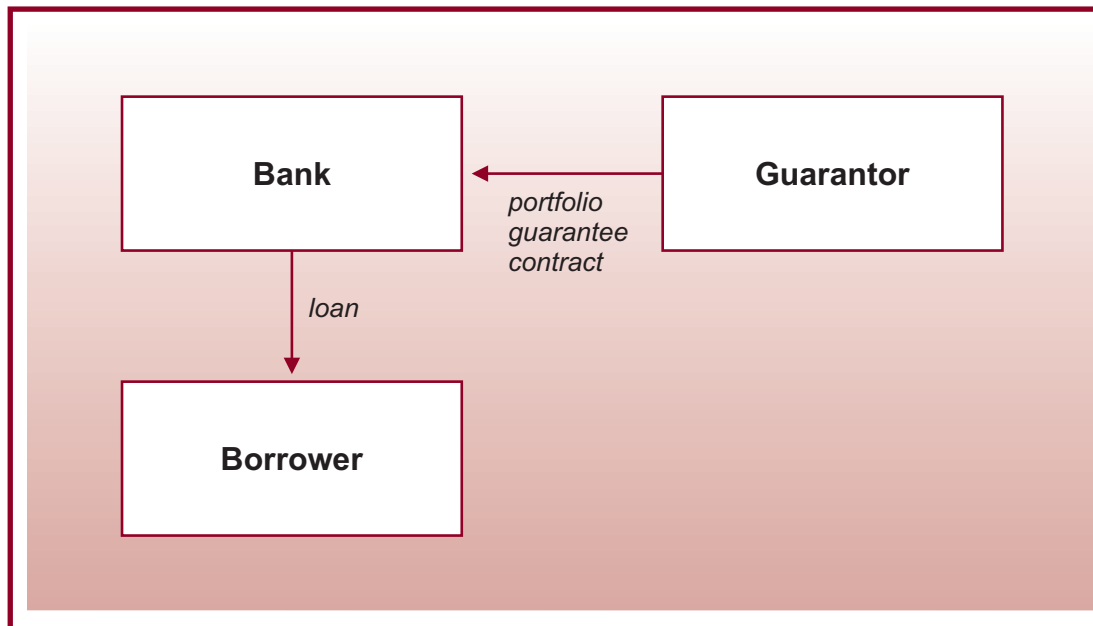 Bank
Guarantor
portfolio
guarantee
contract
loan
Borrower